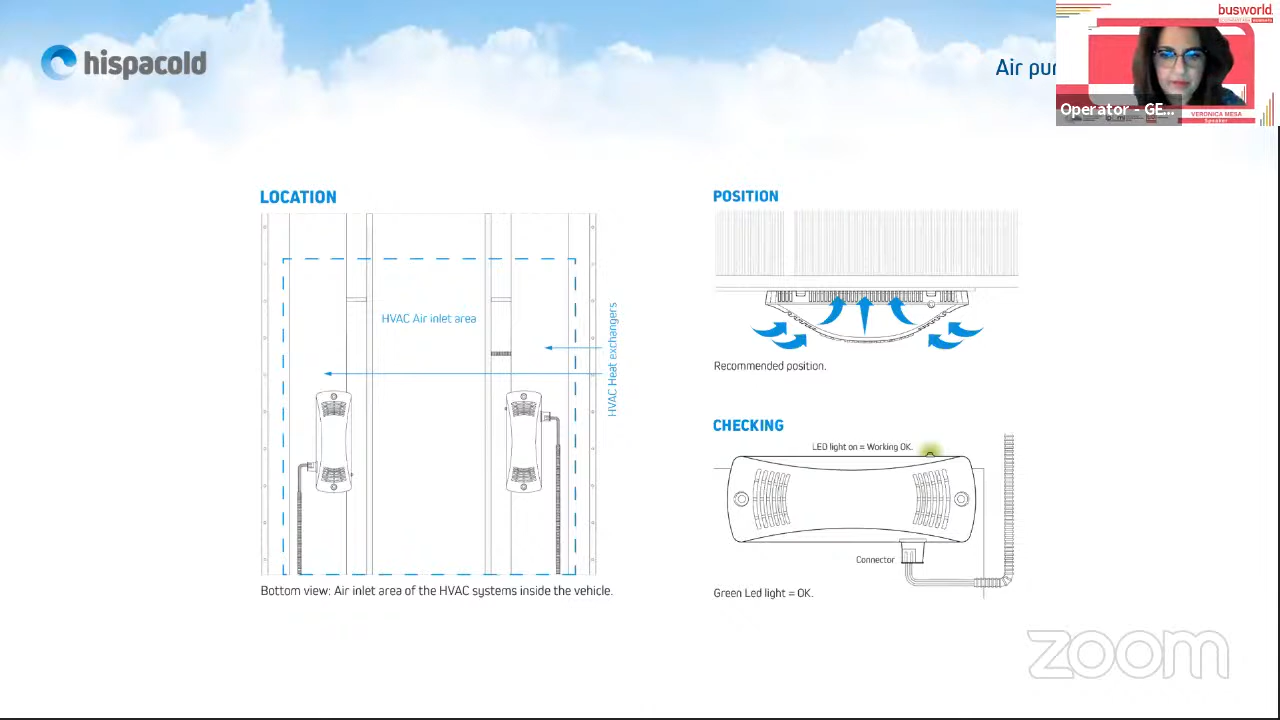 hispacold
Air pur
busworld.
Operator - GE...
VERONICA MESA
Speaker
LOCATION
HVAC Air inlet area
HVAC Heat exchangers
Bottom view: Air inlet area of the HVAC systems inside the vehicle.
POSITION
Recommended position.
CHECKING
LED light on = Working OK.
Connector
Green Led light = OK.
zoom